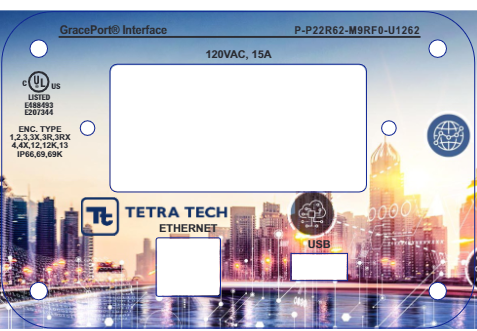 GracePort® Interface
P-P22R62-M9RF0-U1262
120VAC, 15A
c UL us
LISTED
E488493
E207344
ENC. TYPE
1,2,3,3X,3R,3RX
4,4X,12,12K,13
IP66,69,69K
Tt
TETRA TECH
ETHERNET
USB